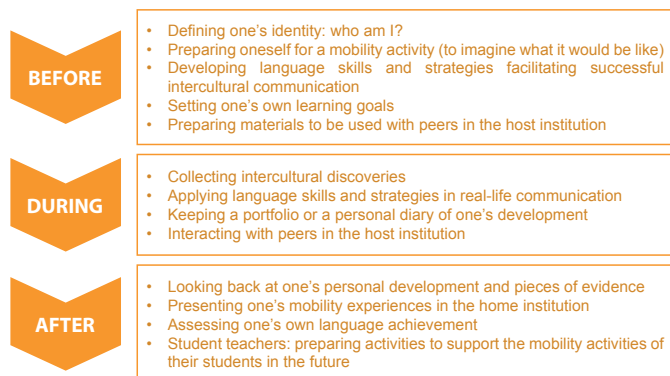 BEFORE
• Defining one's identity: who am I?
• Preparing oneself for a mobility activity (to imagine what it would be like)
• Developing language skills and strategies facilitating successful
intercultural communication
• Setting one's own learning goals
• Preparing materials to be used with peers in the host institution
DURING
• Collecting intercultural discoveries
• Applying language skills and strategies in real-life communication
• Keeping a portfolio or a personal diary of one's development
• Interacting with peers in the host institution
AFTER
• Looking back at one's personal development and pieces of evidence
• Presenting one's mobility experiences in the home institution
• Assessing one's own language achievement
• Student teachers: preparing activities to support the mobility activities of
their students in the future